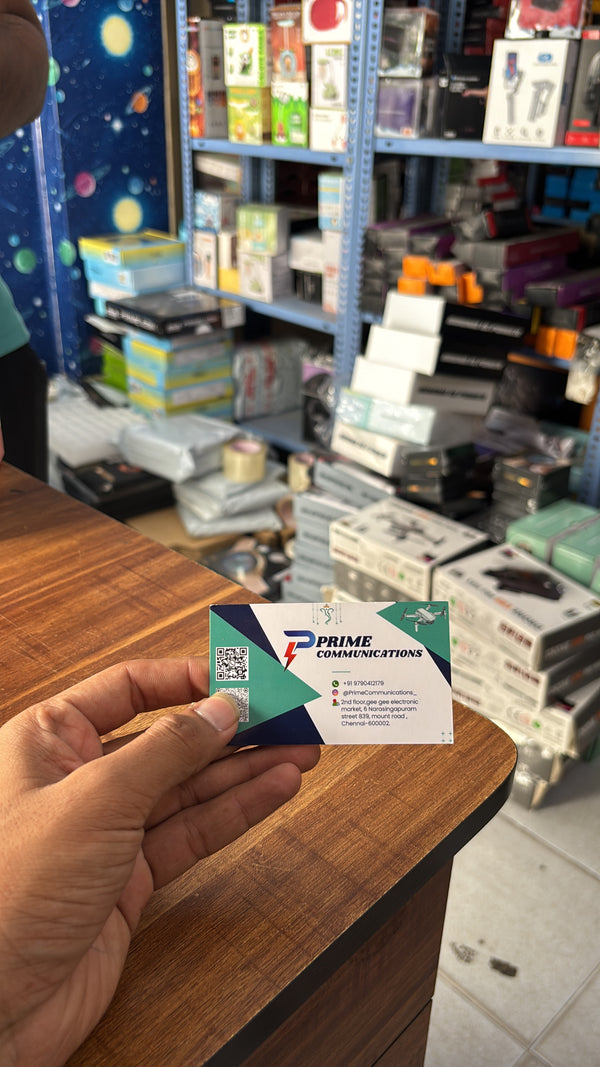 PRIME
COMMUNICATIONS
+91 9790412179
@PrimeCommunications_
2nd floor,gee gee electronic
market, 6 Narasingapuram
street 839, mount road ,
Chennai-600002,